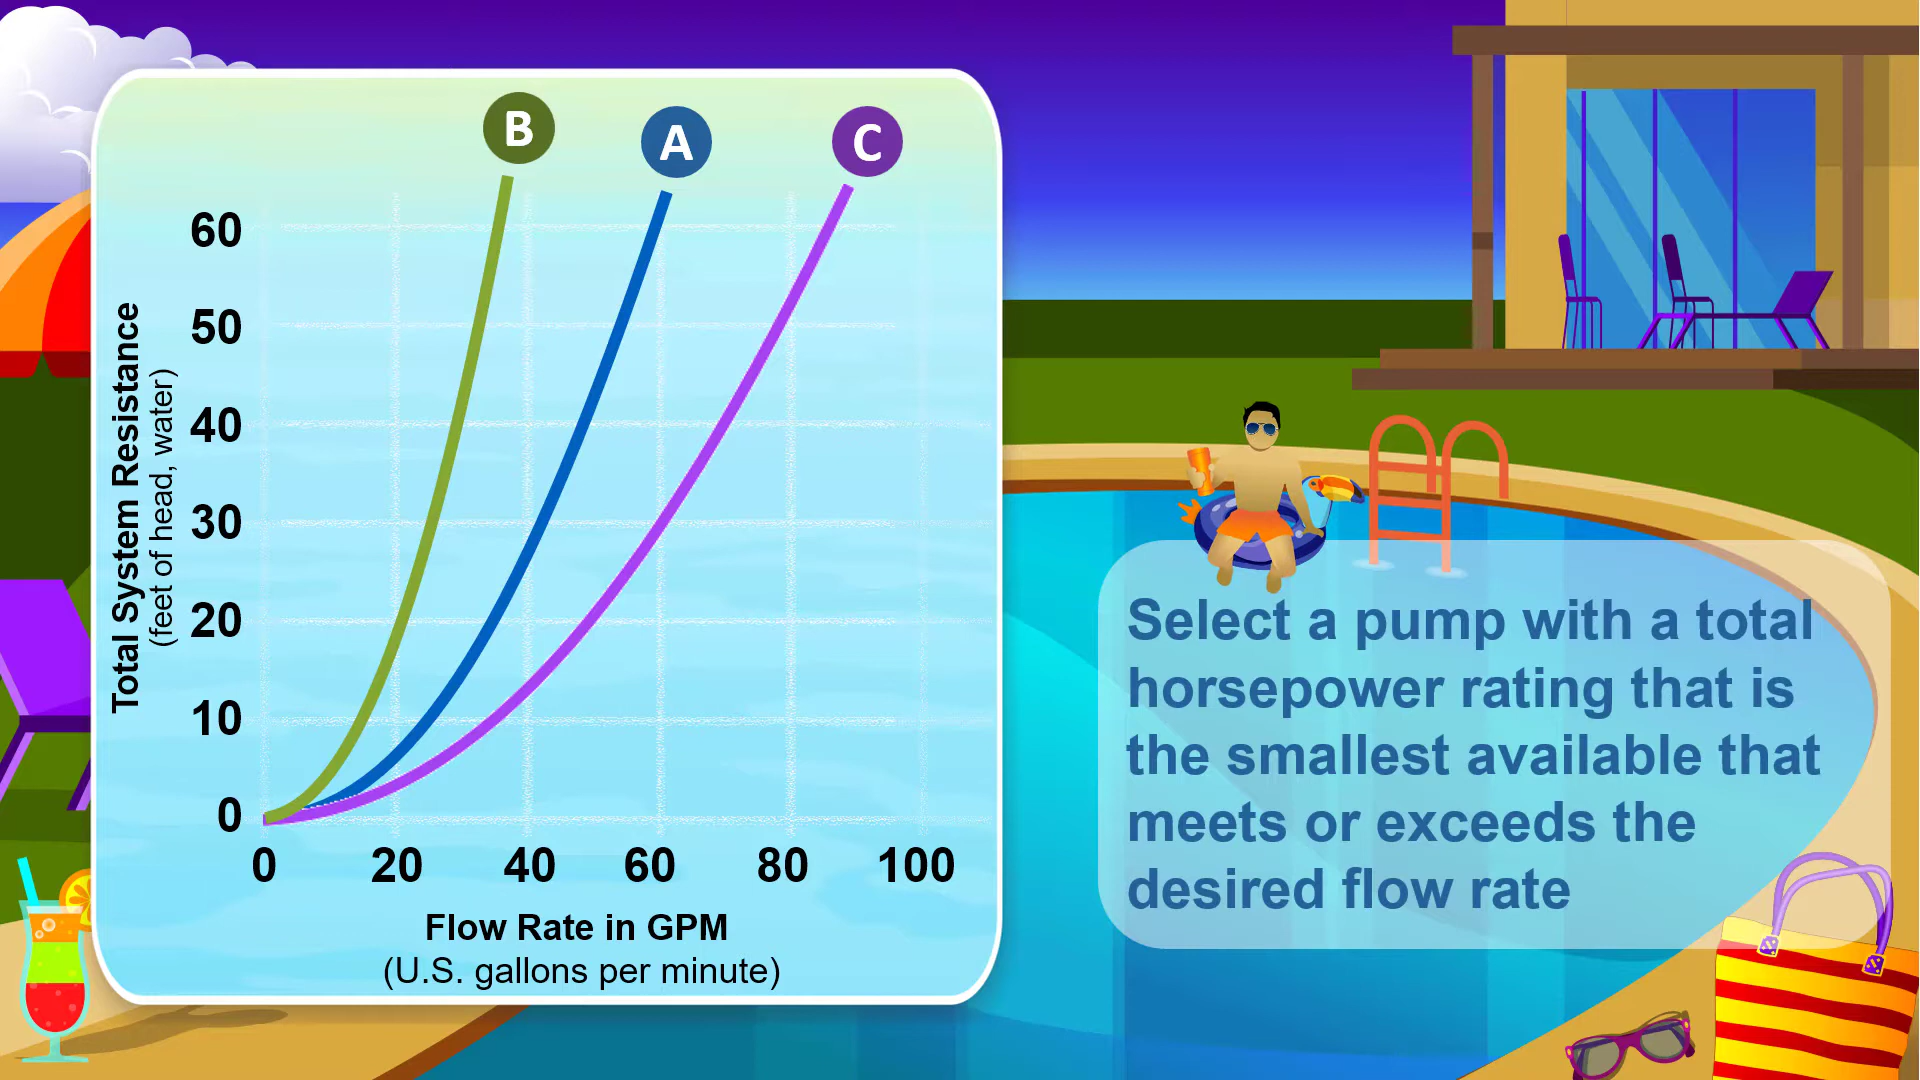 B
A
C
60
50
40
30
20
10
0
Total System Resistance
(feet of head, water)
0 20 40 60 80 100
Flow Rate in GPM
(U.S. gallons per minute)
Select a pump with a total
horsepower rating that is
the smallest available that
meets or exceeds the
desired flow rate